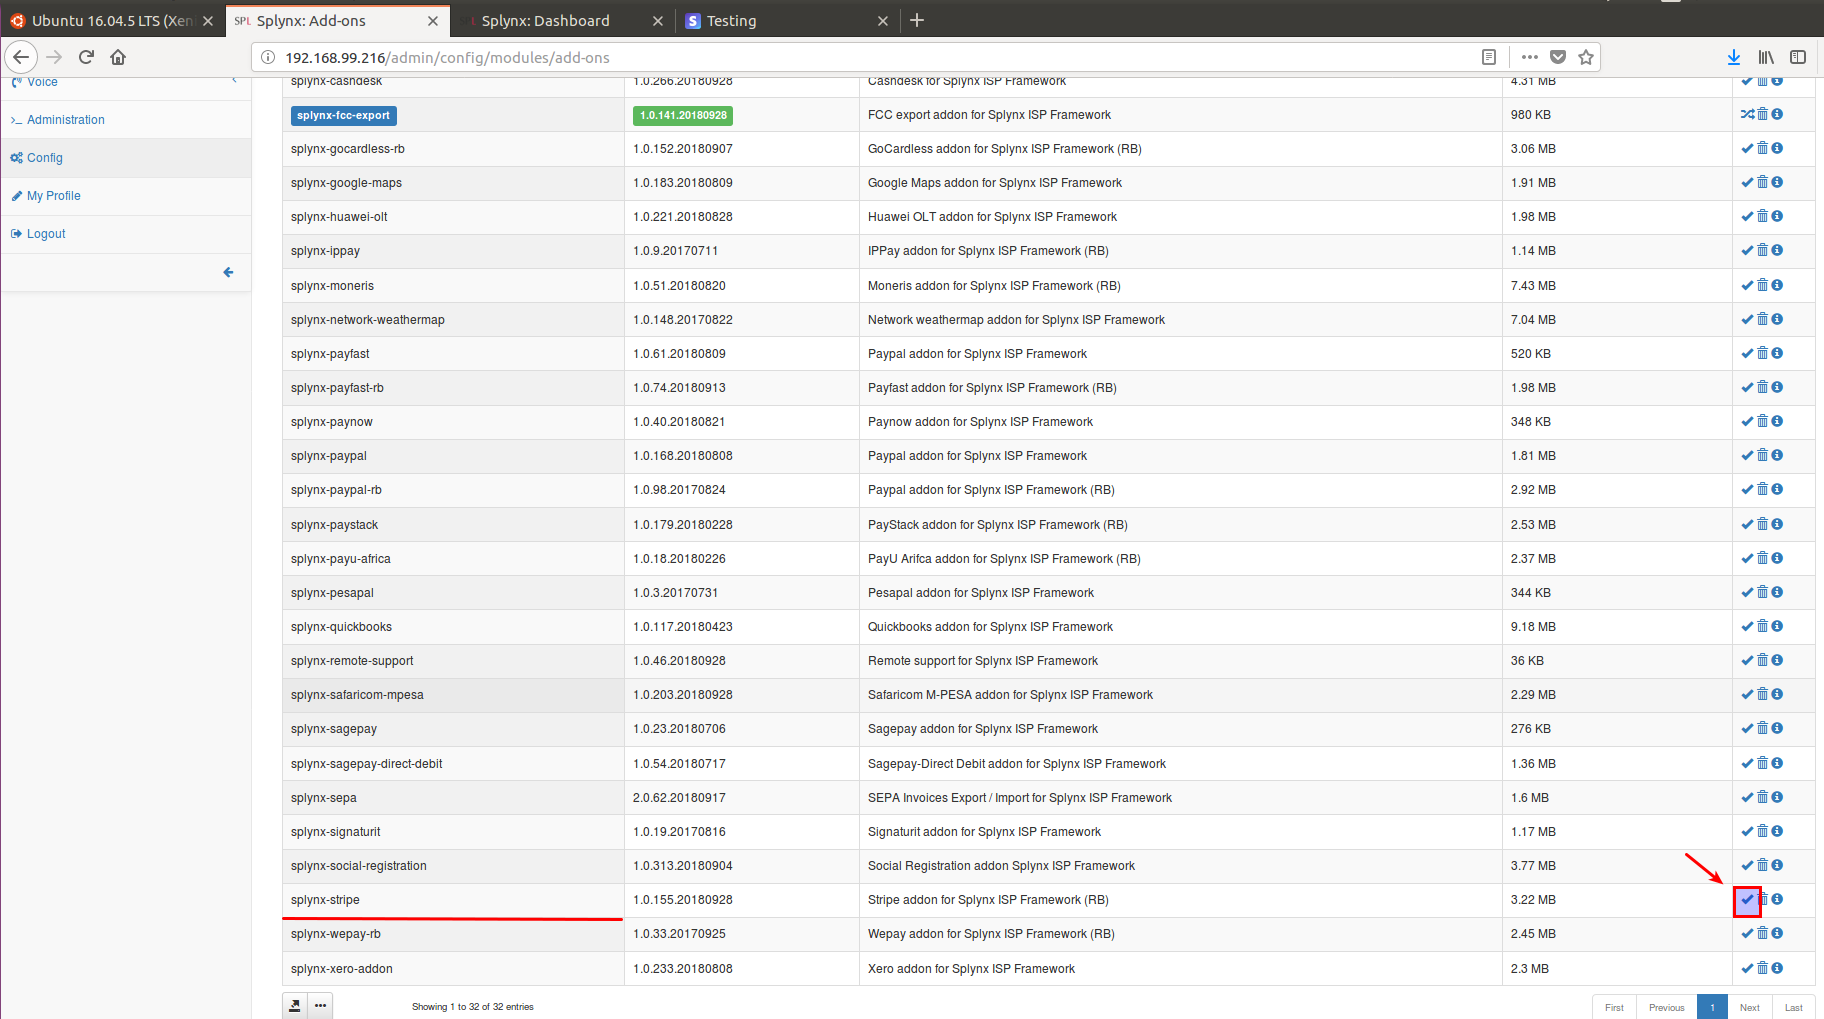 Ubuntu 16.04.5 LTS (Xen
SPL Splynx: Add-ons
Splynx: Dashboard
S Testing
192.168.99.216/admin/config/modules/add-ons
Voice
Administration
Config
My Profile
Logout
splynx-cashdesk 1.0.266.20180928 Cashdesk for Splynx ISP Framework 4.31 MB
splynx-fcc-export 1.0.141.20180928 FCC export addon for Splynx ISP Framework 980 KB
splynx-gocardless-rb 1.0.152.20180907 GoCardless addon for Splynx ISP Framework (RB) 3.06 MB
splynx-google-maps 1.0.183.20180809 Google Maps addon for Splynx ISP Framework 1.91 MB
splynx-huawei-olt 1.0.221.20180828 Huawei OLT addon for Splynx ISP Framework 1.98 MB
splynx-ippay 1.0.9.20170711 IPPay addon for Splynx ISP Framework (RB) 1.14 MB
splynx-moneris 1.0.51.20180820 Moneris addon for Splynx ISP Framework (RB) 7.43 MB
splynx-network-weathermap 1.0.148.20170822 Network weathermap addon for Splynx ISP Framework 7.04 MB
splynx-payfast 1.0.61.20180809 Paypal addon for Splynx ISP Framework 520 KB
splynx-payfast-rb 1.0.74.20180913 Payfast addon for Splynx ISP Framework (RB) 1.98 MB
splynx-paynow 1.0.40.20180821 Paynow addon for Splynx ISP Framework 348 KB
splynx-paypal 1.0.168.20180808 Paypal addon for Splynx ISP Framework 1.81 MB
splynx-paypal-rb 1.0.98.20170824 Paypal addon for Splynx ISP Framework (RB) 2.92 MB
splynx-paystack 1.0.179.20180228 PayStack addon for Splynx ISP Framework (RB) 2.53 MB
splynx-payu-africa 1.0.18.20180226 PayU Arifca addon for Splynx ISP Framework (RB) 2.37 MB
splynx-pesapal 1.0.3.20170731 Pesapal addon for Splynx ISP Framework 344 KB
splynx-quickbooks 1.0.117.20180423 Quickbooks addon for Splynx ISP Framework 9.18 MB
splynx-remote-support 1.0.46.20180928 Remote support for Splynx ISP Framework 36 KB
splynx-safaricom-mpesa 1.0.203.20180928 Safaricom M-PESA addon for Splynx ISP Framework 2.29 MB
splynx-sagepay 1.0.23.20180706 Sagepay addon for Splynx ISP Framework 276 KB
splynx-sagepay-direct-debit 1.0.54.20180717 Sagepay-Direct Debit addon for Splynx ISP Framework 1.36 MB
splynx-sepa 2.0.62.20180917 SEPA Invoices Export / Import for Splynx ISP Framework 1.6 MB
splynx-signaturit 1.0.19.20170816 Signaturit addon for Splynx ISP Framework 1.17 MB
splynx-social-registration 1.0.313.20180904 Social Registration addon Splynx ISP Framework 3.77 MB
splynx-stripe 1.0.155.20180928 Stripe addon for Splynx ISP Framework (RB) 3.22 MB
splynx-wepay-rb 1.0.33.20170925 Wepay addon for Splynx ISP Framework (RB) 2.45 MB
splynx-xero-addon 1.0.233.20180808 Xero addon for Splynx ISP Framework 2.3 MB
Showing 1 to 32 of 32 entries
First Previous 1 Next Last